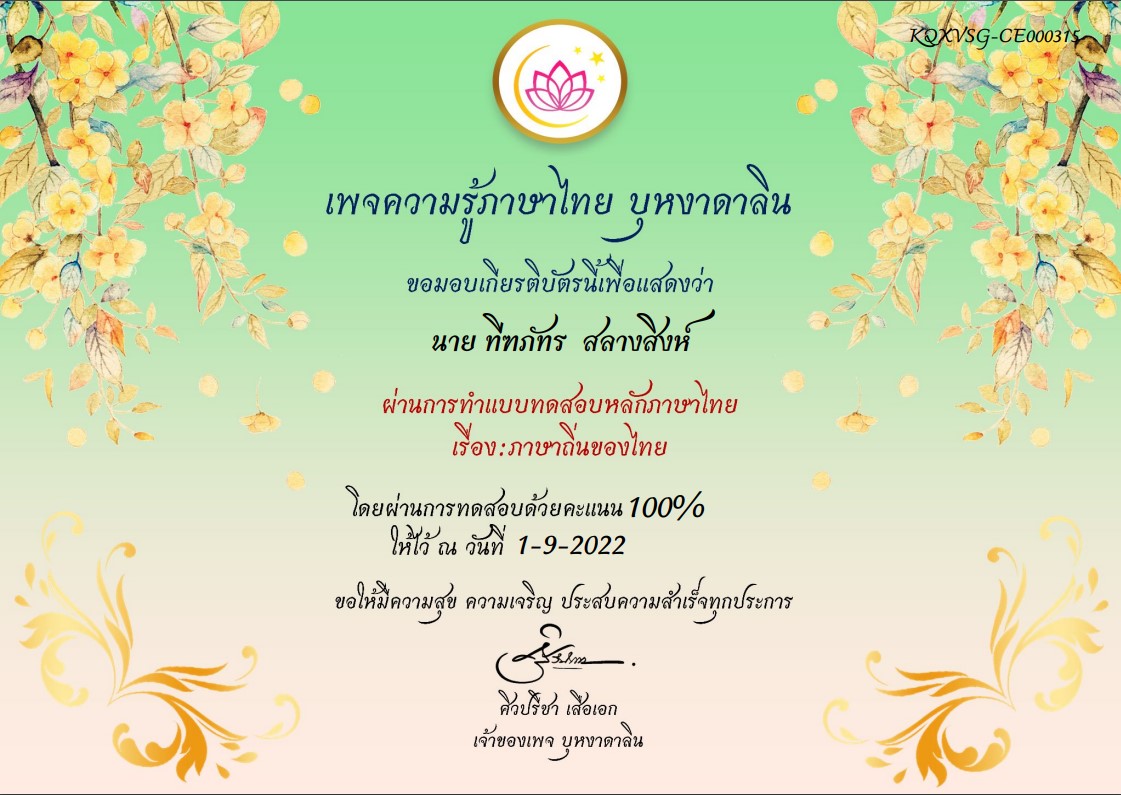 KQXVSG-CE000315
เพจความรู้ภาษาไทย บุหงาดาลิน
ขอมอบเกียรติบัตรนี้เพื่อแสดงว่า
นาย ทีฑภัทร สลางสิงห์
ผ่านการทำแบบทดสอบหลักภาษาไทย
เรื่อง:ภาษาถิ่นของไทย
โดยผ่านการทดสอบด้วยคะแนน 100%
ให้ไว้ ณ วันที่ 1-9-2022
ขอให้มีความสุข ความเจริญ ประสบความสำเร็จทุกประการ
ศิวปรีชา เสือเอก
เจ้าของเพจ บุหงาดาลิน